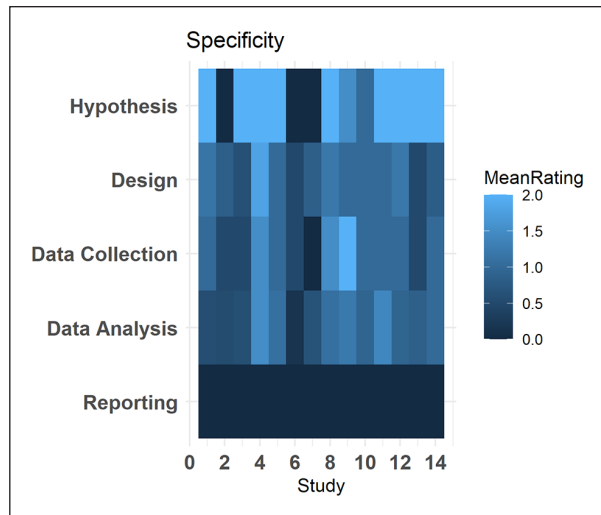 Specificity
Hypothesis
Design
Data Collection
Data Analysis
Reporting
0 2 4 6 8 10 12 14
Study
MeanRating
2.0
1.5
1.0
0.5
0.0